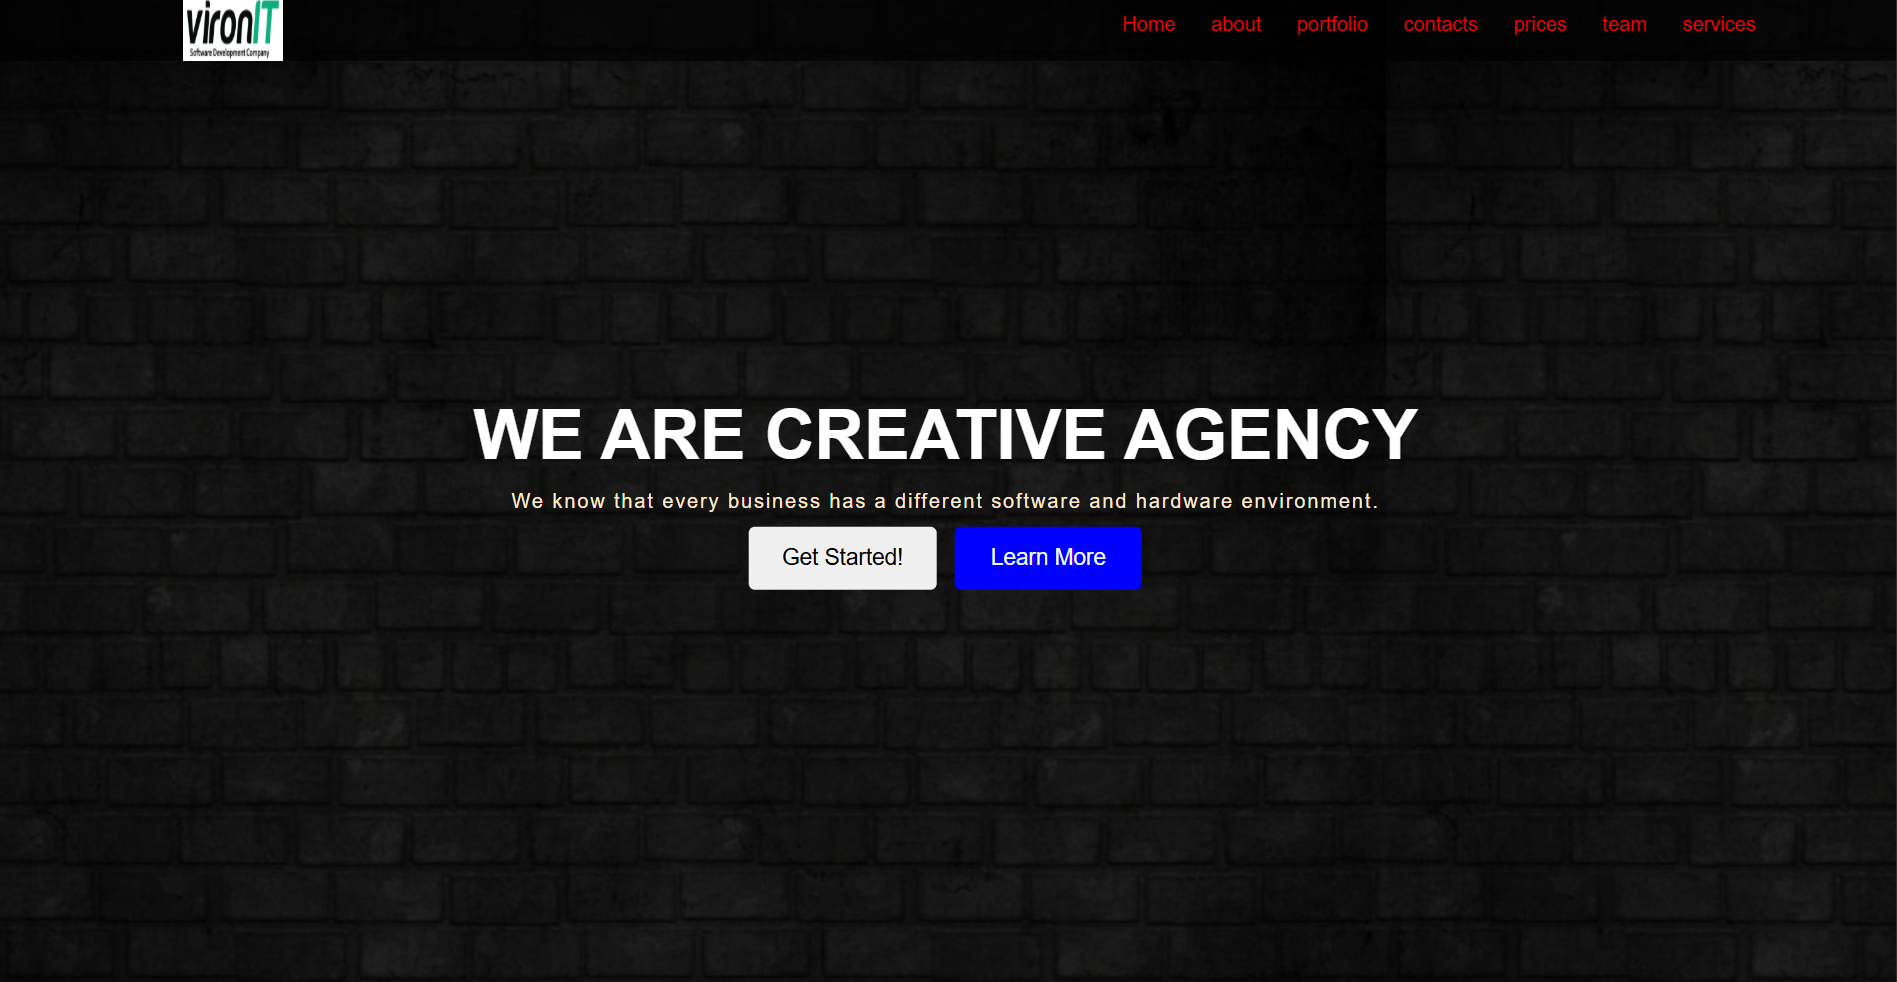 vironIT
Software Development Company
Home about portfolio contacts prices team services
WE ARE CREATIVE AGENCY
We know that every business has a different software and hardware environment.
Get Started! Learn More